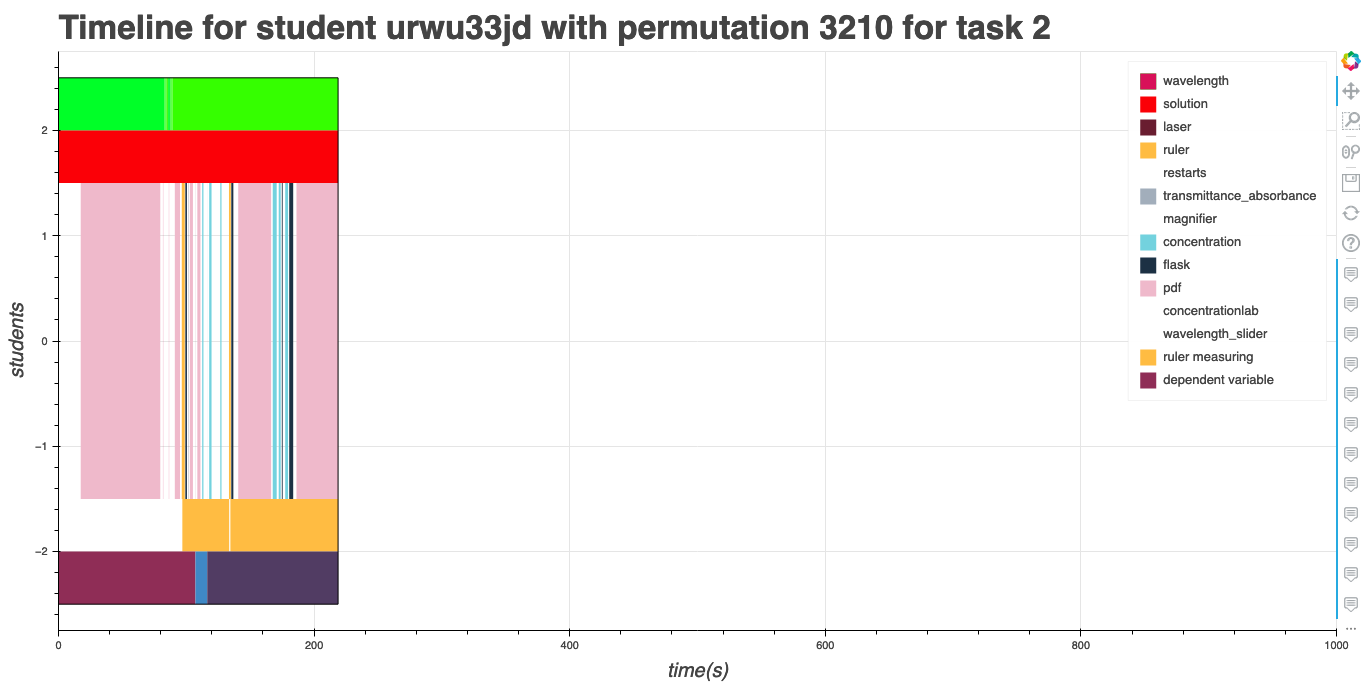 Timeline for student urwu33jd with permutation 3210 for task 2
wavelength
solution
laser
ruler
restarts
transmittance_absorbance
magnifier
concentration
flask
pdf
concentrationlab
wavelength_slider
ruler measuring
dependent variable
students
2
1
0
−1
−2
0 200 400 600 800 1000
time(s)